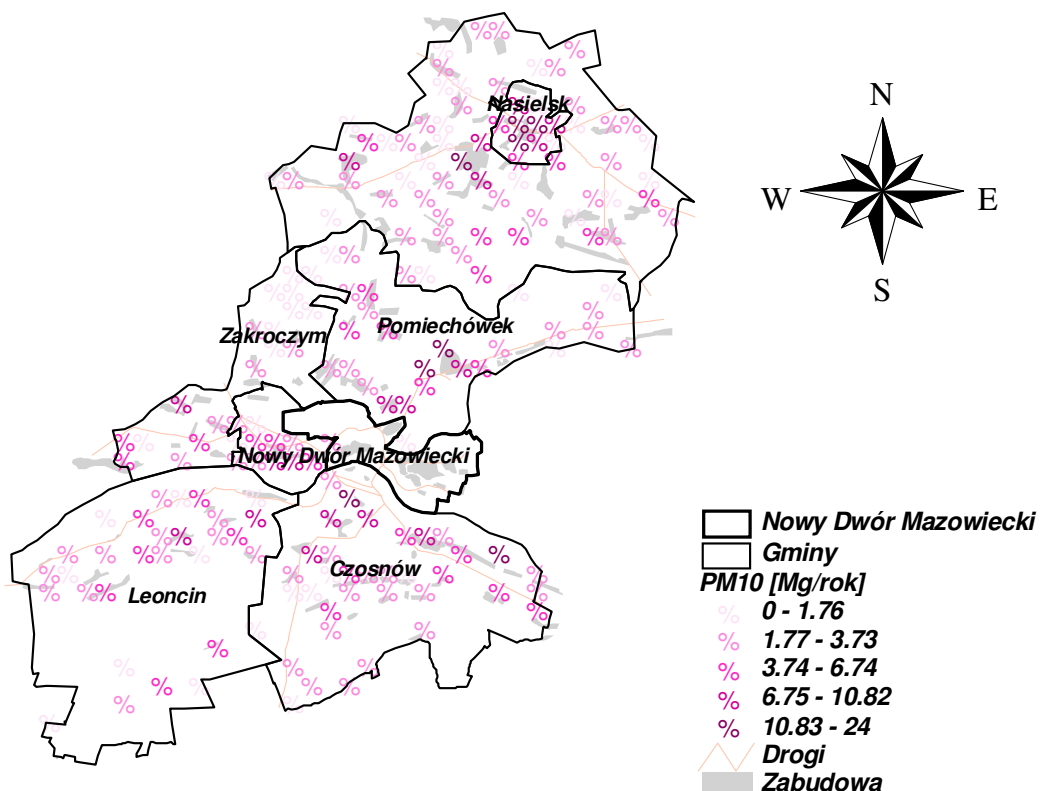 N
Nasielsk
W
E
S
Zakroczym
Pomiechówek
Nowy Dwór Mazowiecki
Czosnów
Leoncin
Nowy Dwór Mazowiecki
Gminy
PM10 [Mg/rok]
% 0 - 1.76
% 1.77 - 3.73
% 3.74 - 6.74
% 6.75 - 10.82
% 10.83 - 24
Drogi
Zabudowa